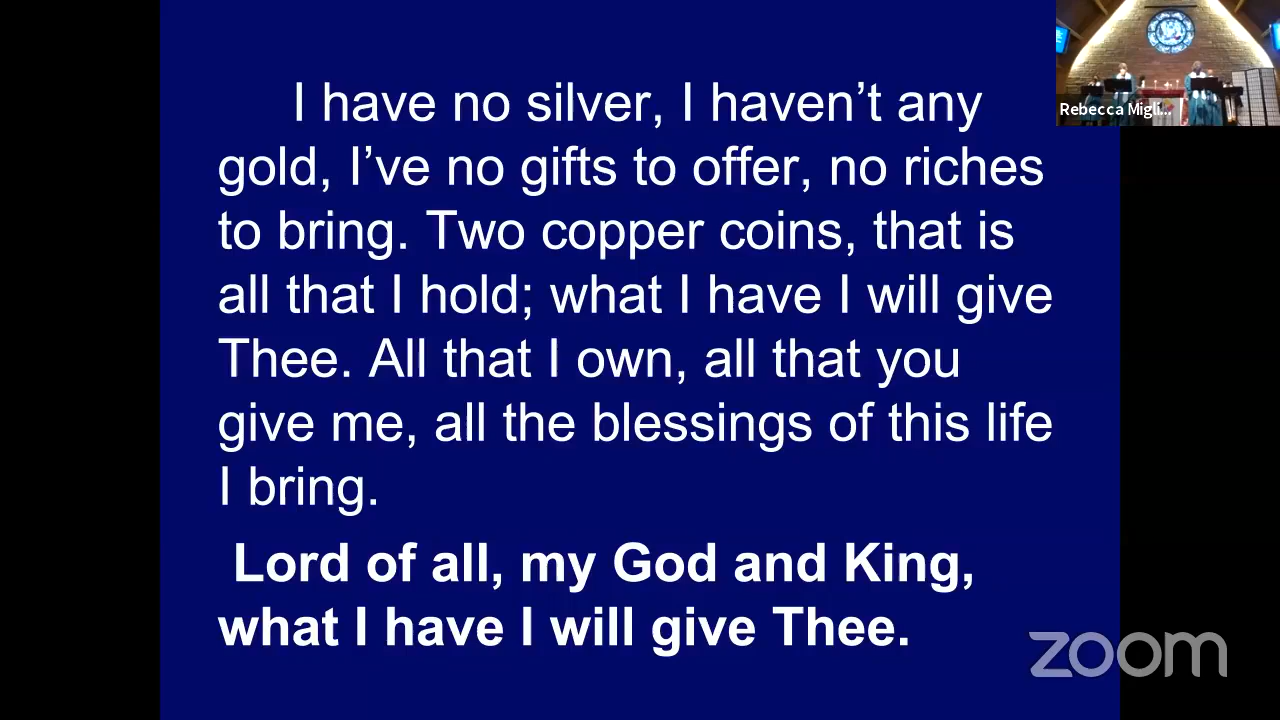 Rebecca Migli...
I have no silver, I haven’t any
gold, I’ve no gifts to offer, no riches
to bring. Two copper coins, that is
all that I hold; what I have I will give
Thee. All that I own, all that you
give me, all the blessings of this life
I bring.
Lord of all, my God and King,
what I have I will give Thee.
zoom